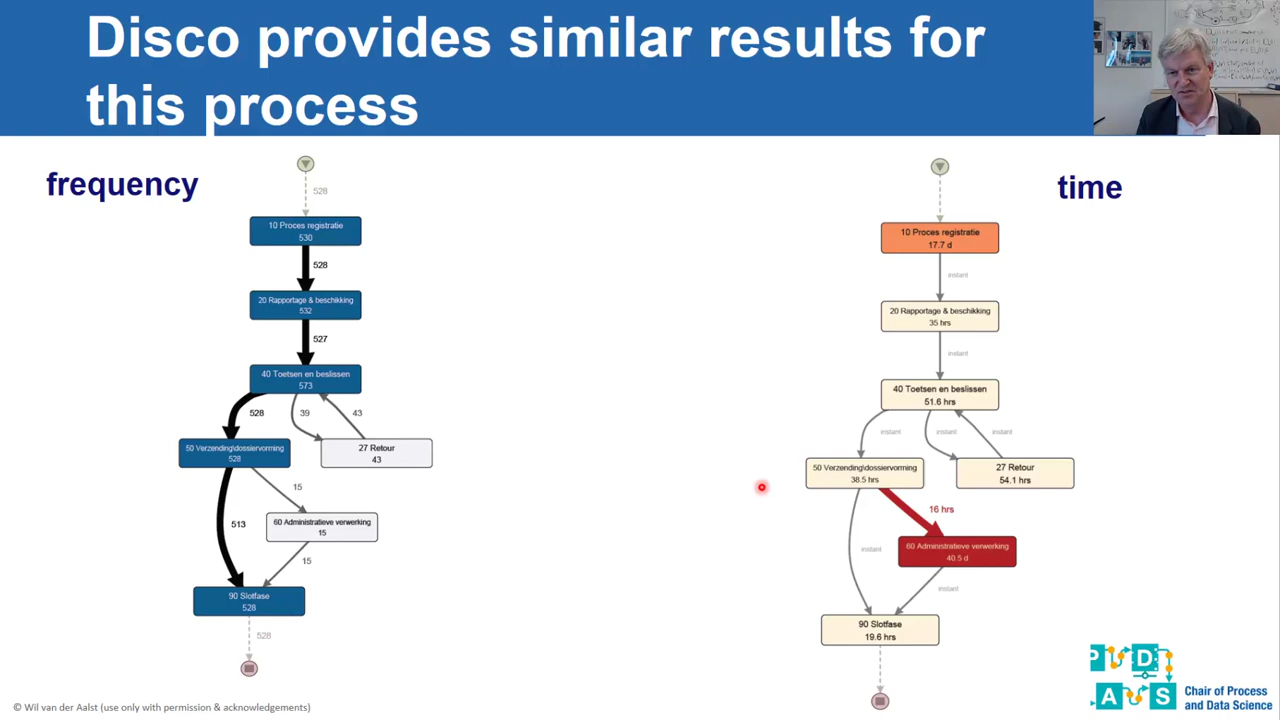 Disco provides similar results for
this process
frequency
528
10 Proces registratie
530
528
20 Rapportage & beschikking
532
527
40 Toetsen en beslissen
573
528
39
43
50 Verzending\dossiervorming
528
27 Retour
43
15
513
60 Administratieve verwerking
15
15
90 Slotfase
528
528
time
10 Proces registratie
17.7 d
instant
20 Rapportage & beschikking
35 hrs
instant
40 Toetsen en beslissen
51.6 hrs
instant
instant
instant
50 Verzending\dossiervorming
38.5 hrs
27 Retour
54.1 hrs
16 hrs
instant
60 Administratieve verwerking
40.5 d
instant
90 Slotfase
19.6 hrs
P D
A S
Chair of Process
and Data Science
© Wil van der Aalst (use only with permission & acknowledgements)